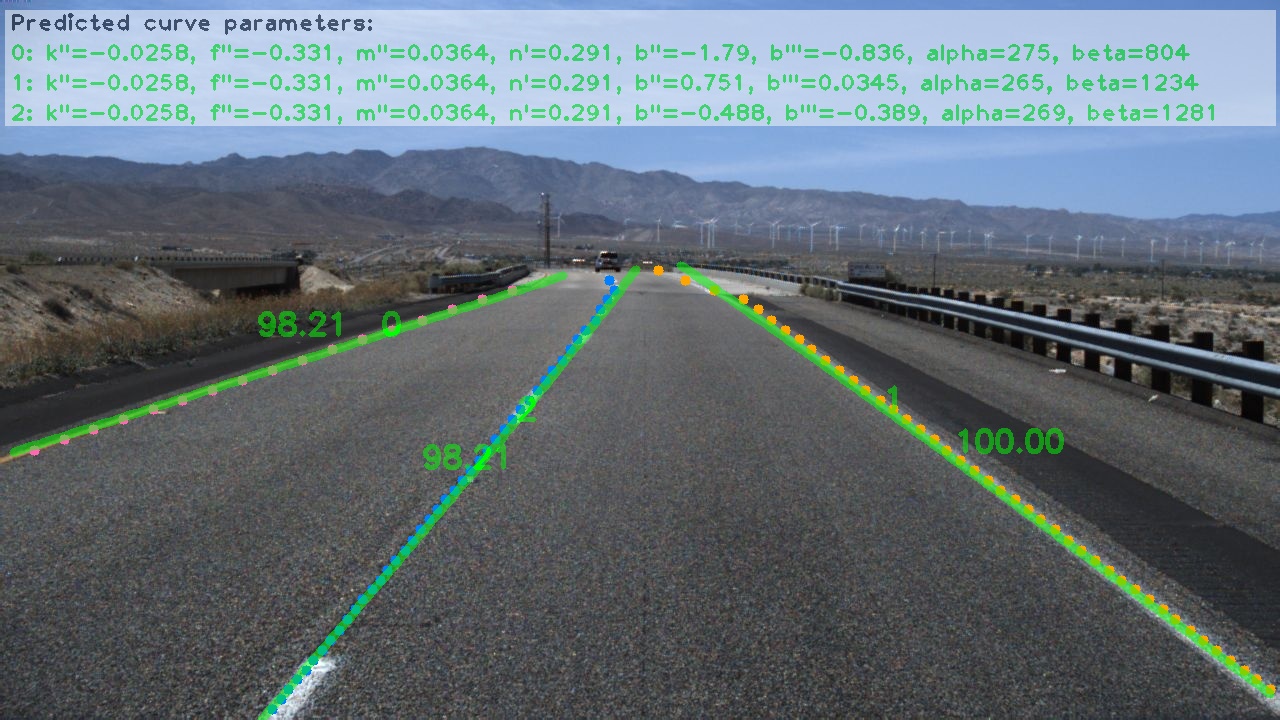 Predicted curve parameters:
0: k''=-0.0258, f''=-0.331, m''=0.0364, n'=0.291, b''=-1.79, b'''=-0.836, alpha=275, beta=804
1: k''=-0.0258, f''=-0.331, m''=0.0364, n'=0.291, b''=0.751, b'''=0.0345, alpha=265, beta=1234
2: k''=-0.0258, f''=-0.331, m''=0.0364, n'=0.291, b''=-0.488, b'''=-0.389, alpha=269, beta=1281
98.21 0
1
2
98.21
100.00